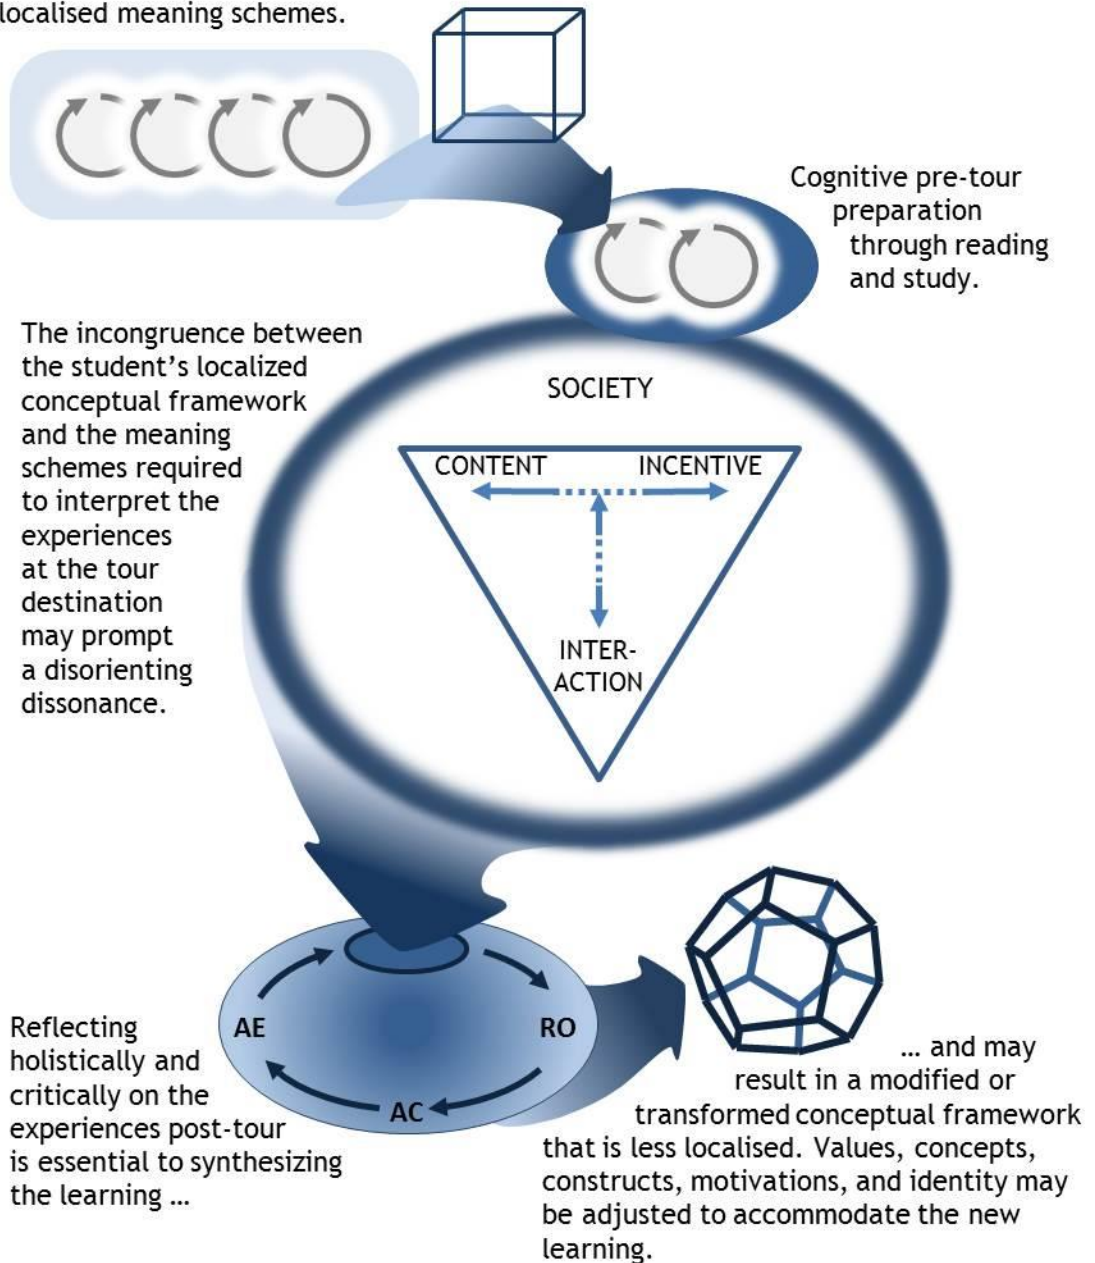 localised meaning schemes.
Cognitive pre-tour
preparation
through reading
and study.
The incongruence between
the student’s localized
conceptual framework
and the meaning
schemes required
to interpret the
experiences
at the tour
destination
may prompt
a disorienting
dissonance.
SOCIETY
CONTENT INCENTIVE
INTER-
ACTION
AE RO
AC
Reflecting
holistically and
critically on the
experiences post-tour
is essential to synthesizing
the learning ...
... and may
result in a modified or
transformed conceptual framework
that is less localised. Values, concepts,
constructs, motivations, and identity may
be adjusted to accommodate the new
learning.